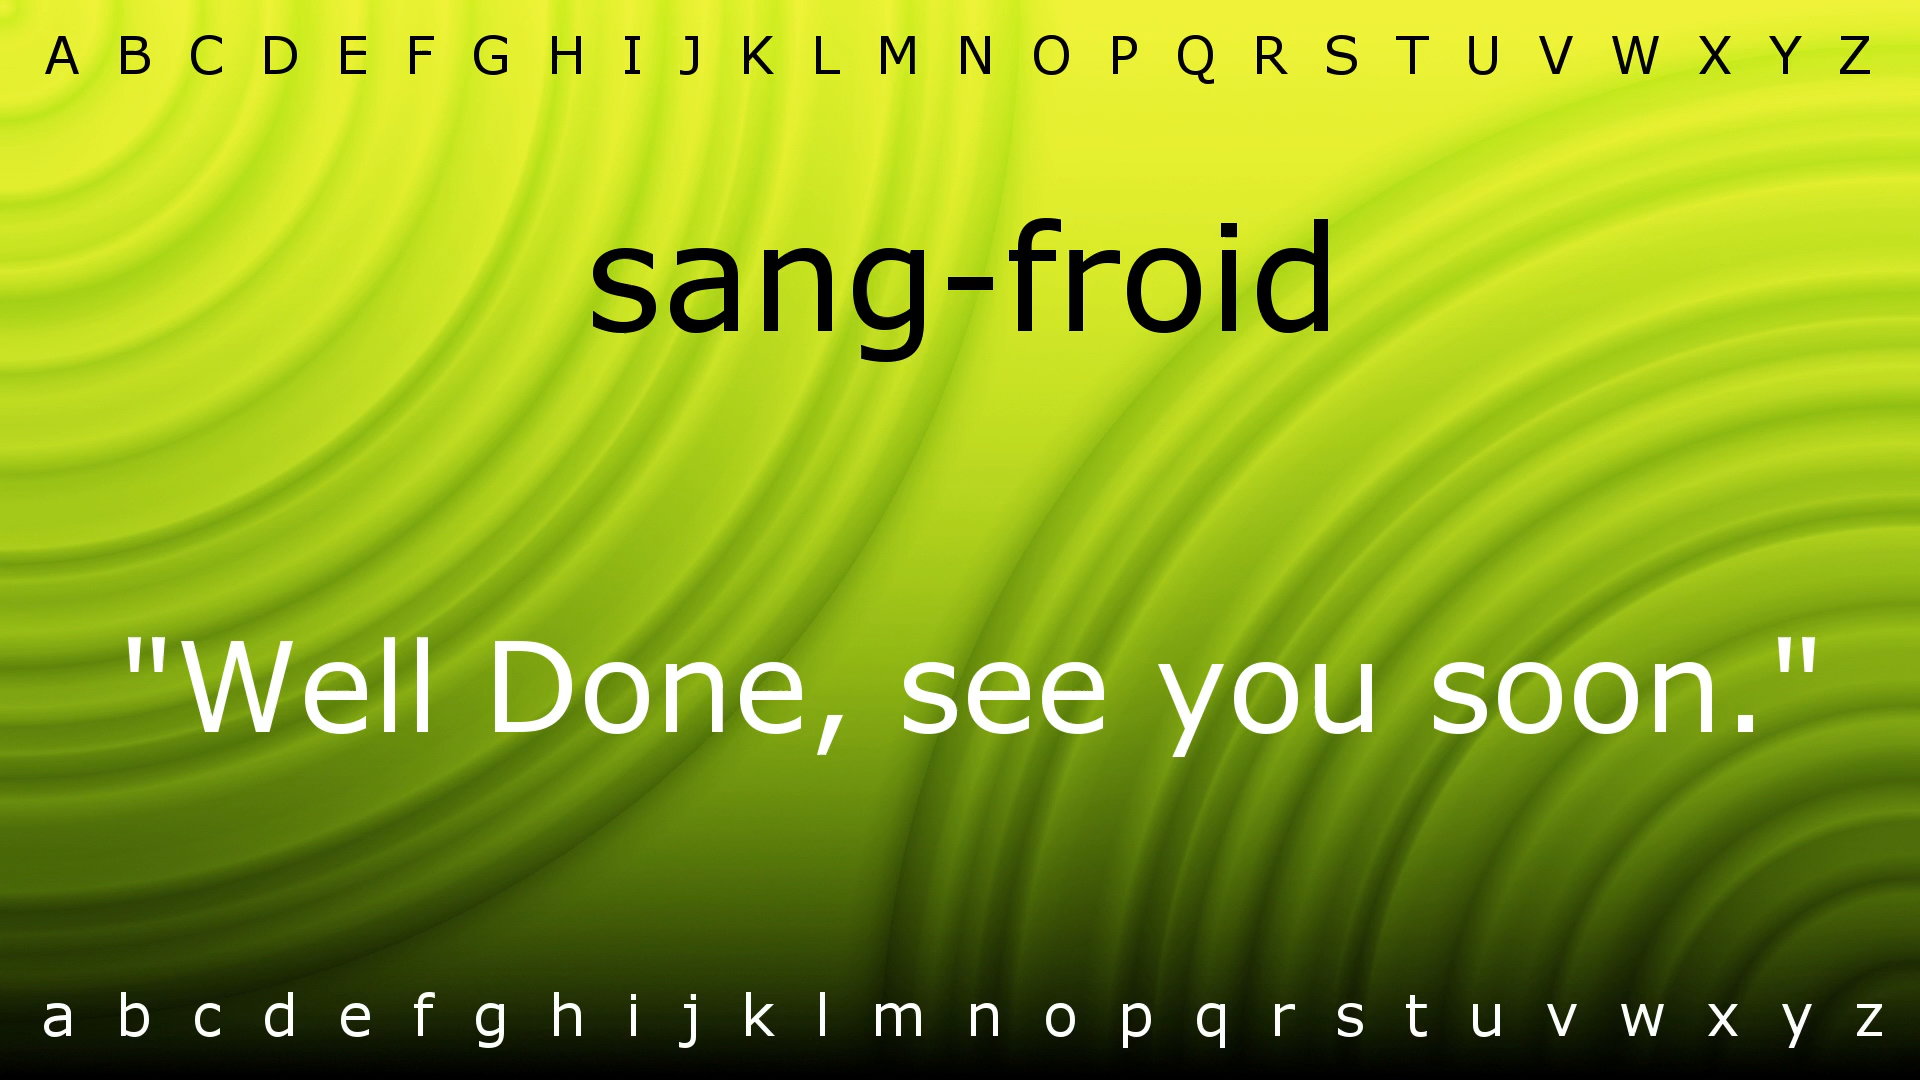 A B C D E F G H I J K L M N O P Q R S T U V W X Y Z
sang-froid
"Well Done, see you soon."
a b c d e f g h i j k l m n o p q r s t u v w x y z